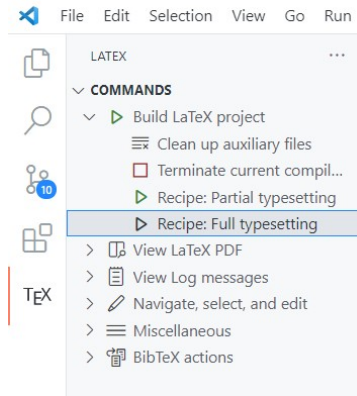 File Edit Selection View Go Run
LATEX ...
COMMANDS
Build LaTeX project
Clean up auxiliary files
Terminate current compil...
Recipe: Partial typesetting
Recipe: Full typesetting
View LaTeX PDF
View Log messages
Navigate, select, and edit
Miscellaneous
BibTeX actions
10
TEX